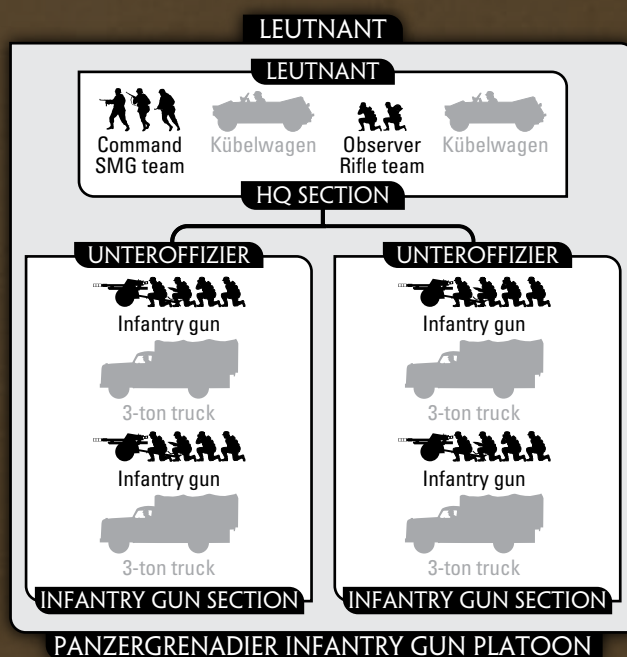 LEUTNANT
LEUTNANT
Command
SMG team
Kübelwagen
Observer
Rifle team
Kübelwagen
HQ SECTION
UNTEROFFIZIER
Infantry gun
3-ton truck
Infantry gun
3-ton truck
INFANTRY GUN SECTION
UNTEROFFIZIER
Infantry gun
3-ton truck
Infantry gun
3-ton truck
INFANTRY GUN SECTION
PANZERGRENADIER INFANTRY GUN PLATOON